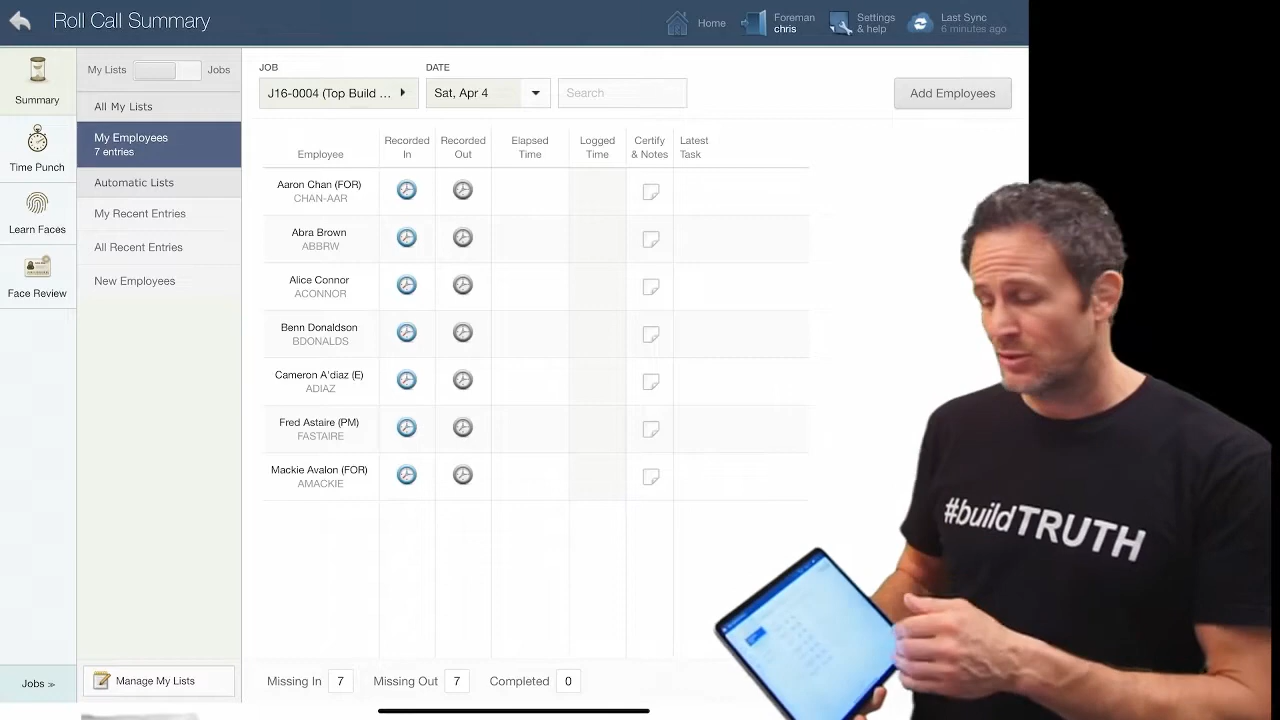 Roll Call Summary
Home
Foreman
chris
Settings
& help
Last Sync
6 minutes ago
Summary
Time Punch
Learn Faces
Face Review
Jobs »
My Lists
Jobs
All My Lists
My Employees
7 entries
Automatic Lists
My Recent Entries
All Recent Entries
New Employees
Manage My Lists
JOB
DATE
J16-0004 (Top Build ...
Sat, Apr 4
Search
Add Employees
Employee
Recorded
In
Recorded
Out
Elapsed
Time
Logged
Time
Certify
& Notes
Latest
Task
Aaron Chan (FOR)
CHAN-AAR
Abra Brown
ABBRW
Alice Connor
ACONNOR
Benn Donaldson
BDONALDS
Cameron A'diaz (E)
ADIAZ
Fred Astaire (PM)
FASTAIRE
Mackie Avalon (FOR)
AMACKIE
Missing In 7
Missing Out 7
Completed 0
#buildTRUTH